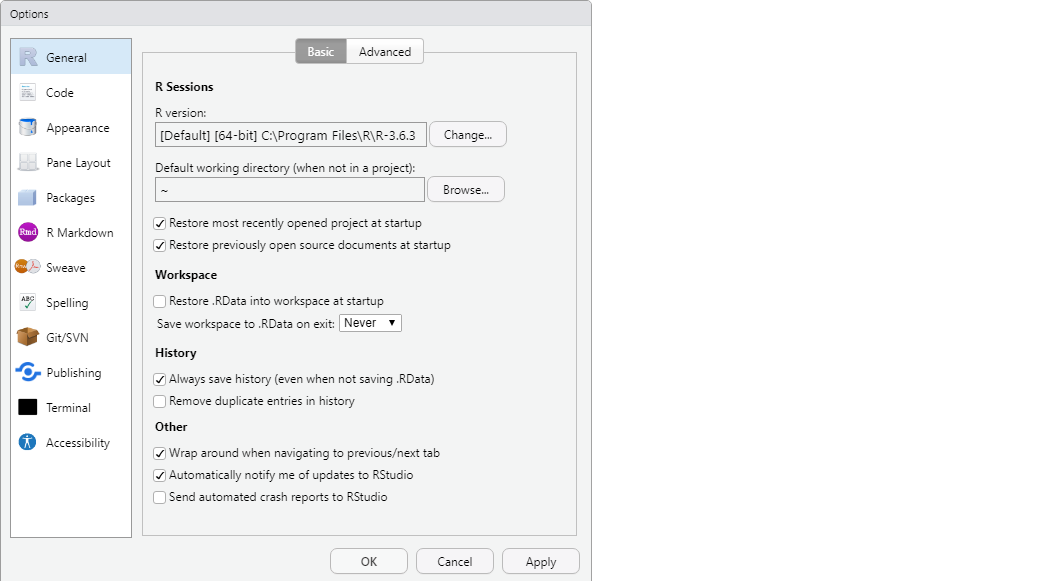 Options
General
Code
Appearance
Pane Layout
Packages
Rmd R Markdown
Sweave
ABC Spelling
Git/SVN
Publishing
Terminal
Accessibility
Basic Advanced
R Sessions
R version:
[Default] [64-bit] C:\Program Files\R\R-3.6.3 Change...
Default working directory (when not in a project):
~ Browse...
Restore most recently opened project at startup
Restore previously open source documents at startup
Workspace
Restore .RData into workspace at startup
Save workspace to .RData on exit: Never
History
Always save history (even when not saving .RData)
Remove duplicate entries in history
Other
Wrap around when navigating to previous/next tab
Automatically notify me of updates to RStudio
Send automated crash reports to RStudio
OK Cancel Apply